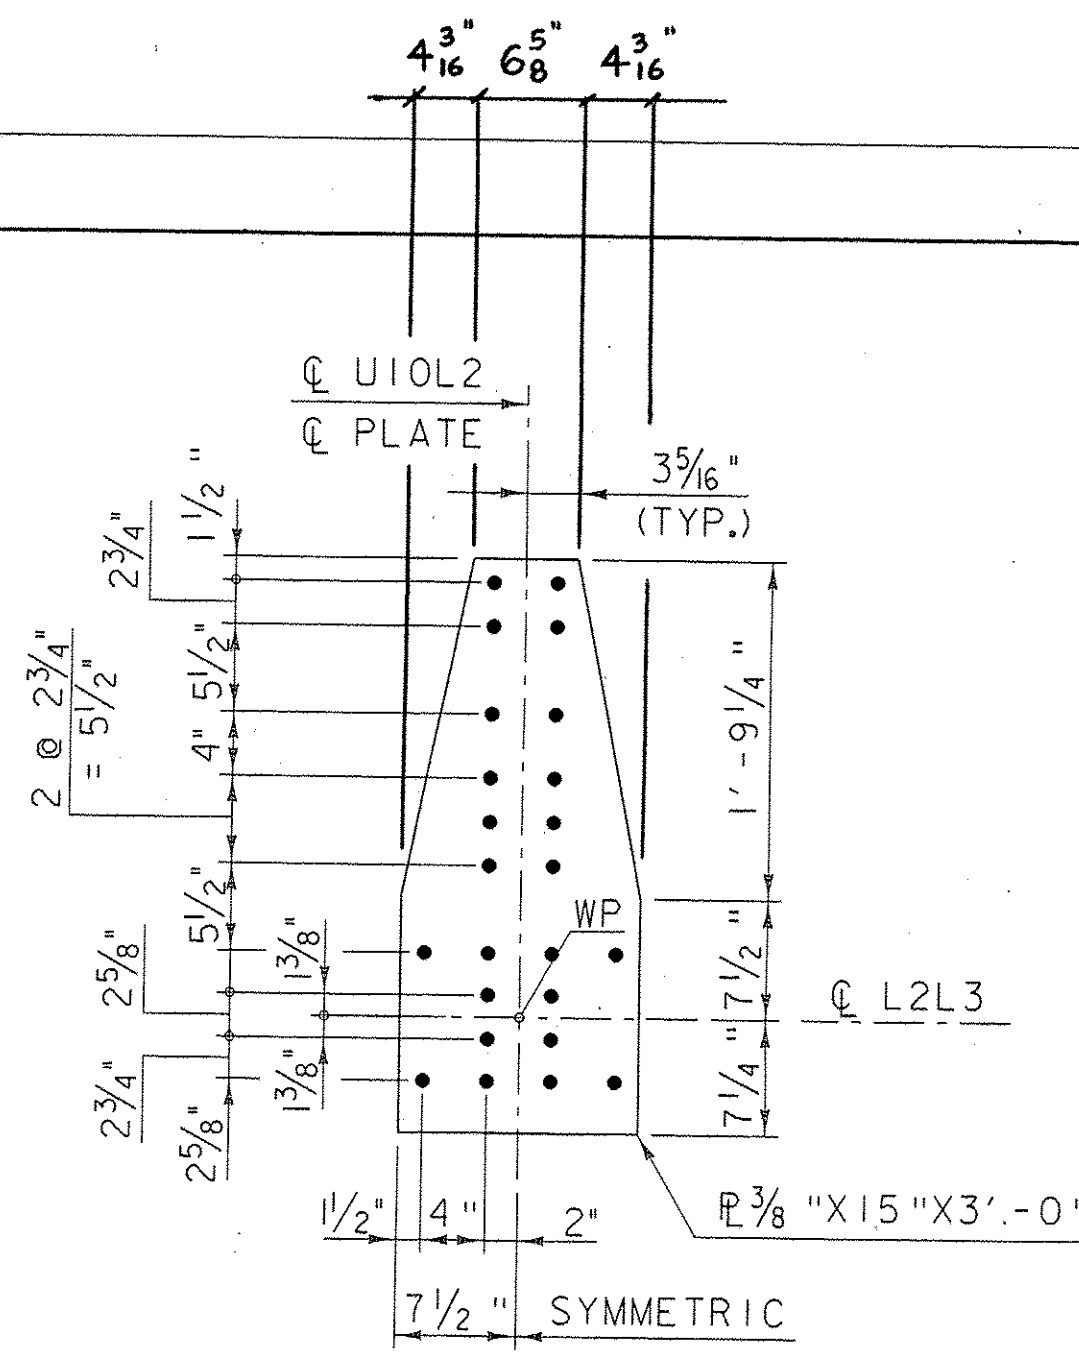 4 3/16" 6 5/8" 4 3/16"
℄ U10L2
℄ PLATE
3 5/16"
(TYP.)
1 1/2"
2 3/4"
5 1/2"
2 @ 2 3/4"
= 5 1/2"
4"
1'-9 1/4"
5 1/2"
WP
1 3/8"
2 5/8"
7 1/2"
℄ L2L3
7 1/4"
1 3/8"
2 3/4"
2 5/8"
1 1/2" 4" 2"
℄ 3/8 "X15"X3'.-0"
7 1/2" SYMMETRIC